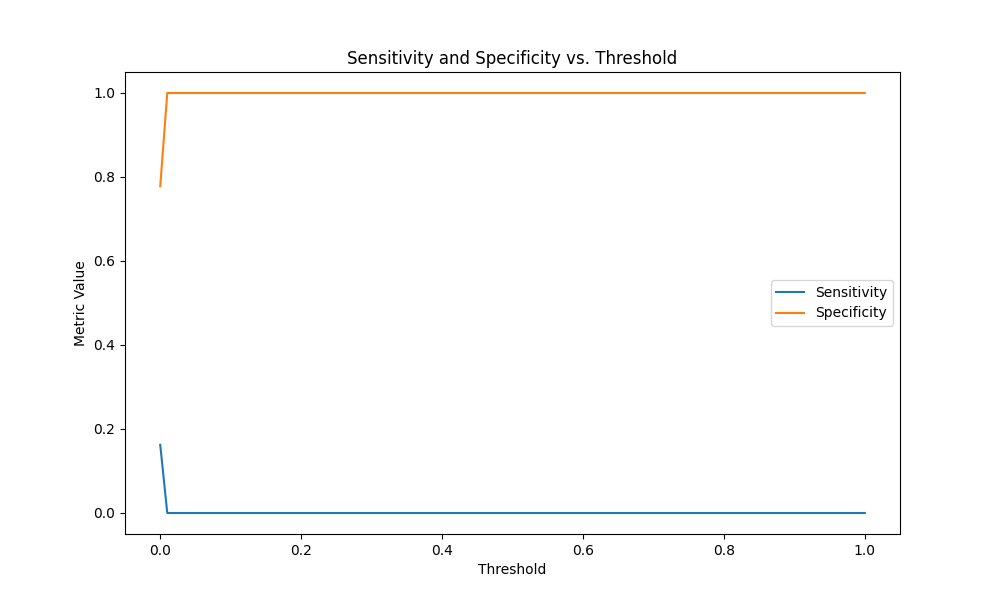 Sensitivity and Specificity vs. Threshold
1.0
0.8
0.6
0.4
0.2
0.0
Metric Value
Sensitivity
Specificity
0.0 0.2 0.4 0.6 0.8 1.0
Threshold